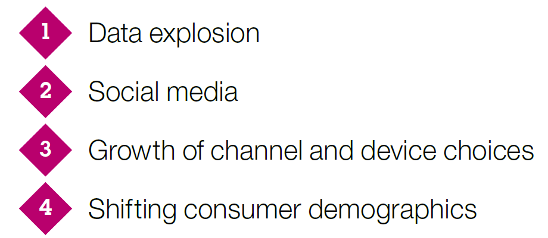 1 Data explosion
2 Social media
3 Growth of channel and device choices
4 Shifting consumer demographics